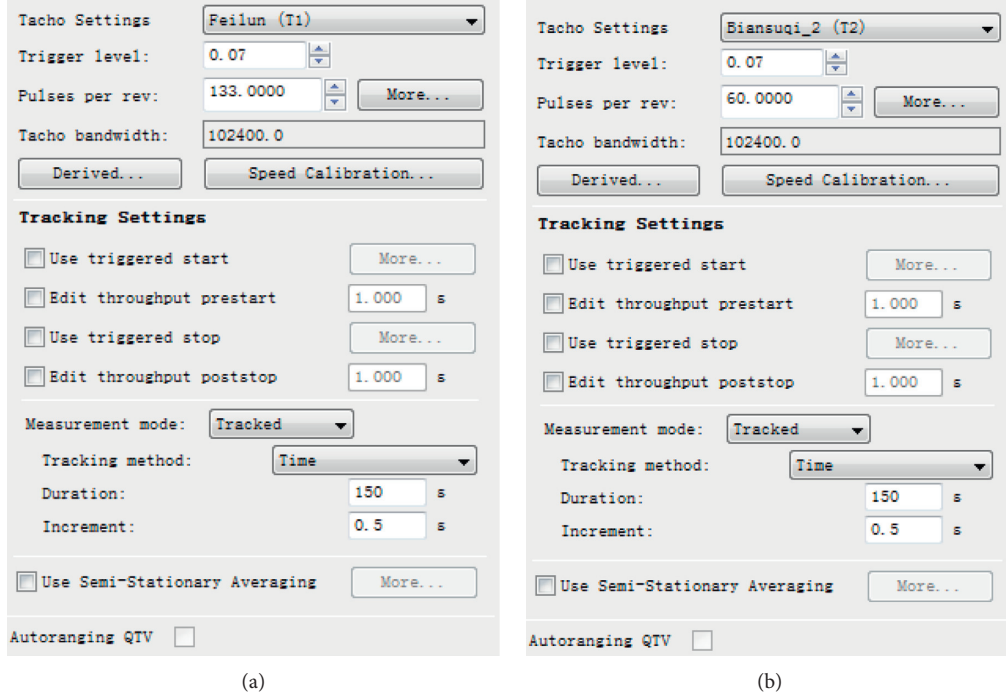 Tacho Settings Feilun (T1)
Trigger level: 0.07
Pulses per rev: 133.0000 More...
Tacho bandwidth: 102400.0
Derived... Speed Calibration...
Tracking Settings
Use triggered start More...
Edit throughput prestart 1.000 s
Use triggered stop More...
Edit throughput poststop 1.000 s
Measurement mode: Tracked
Tracking method: Time
Duration: 150 s
Increment: 0.5 s
Use Semi-Stationary Averaging More...
Autoranging QTV
(a)
Tacho Settings Biansuqi_2 (T2)
Trigger level: 0.07
Pulses per rev: 60.0000 More...
Tacho bandwidth: 102400.0
Derived... Speed Calibration...
Tracking Settings
Use triggered start More...
Edit throughput prestart 1.000 s
Use triggered stop More...
Edit throughput poststop 1.000 s
Measurement mode: Tracked
Tracking method: Time
Duration: 150 s
Increment: 0.5 s
Use Semi-Stationary Averaging More...
Autoranging QTV
(b)